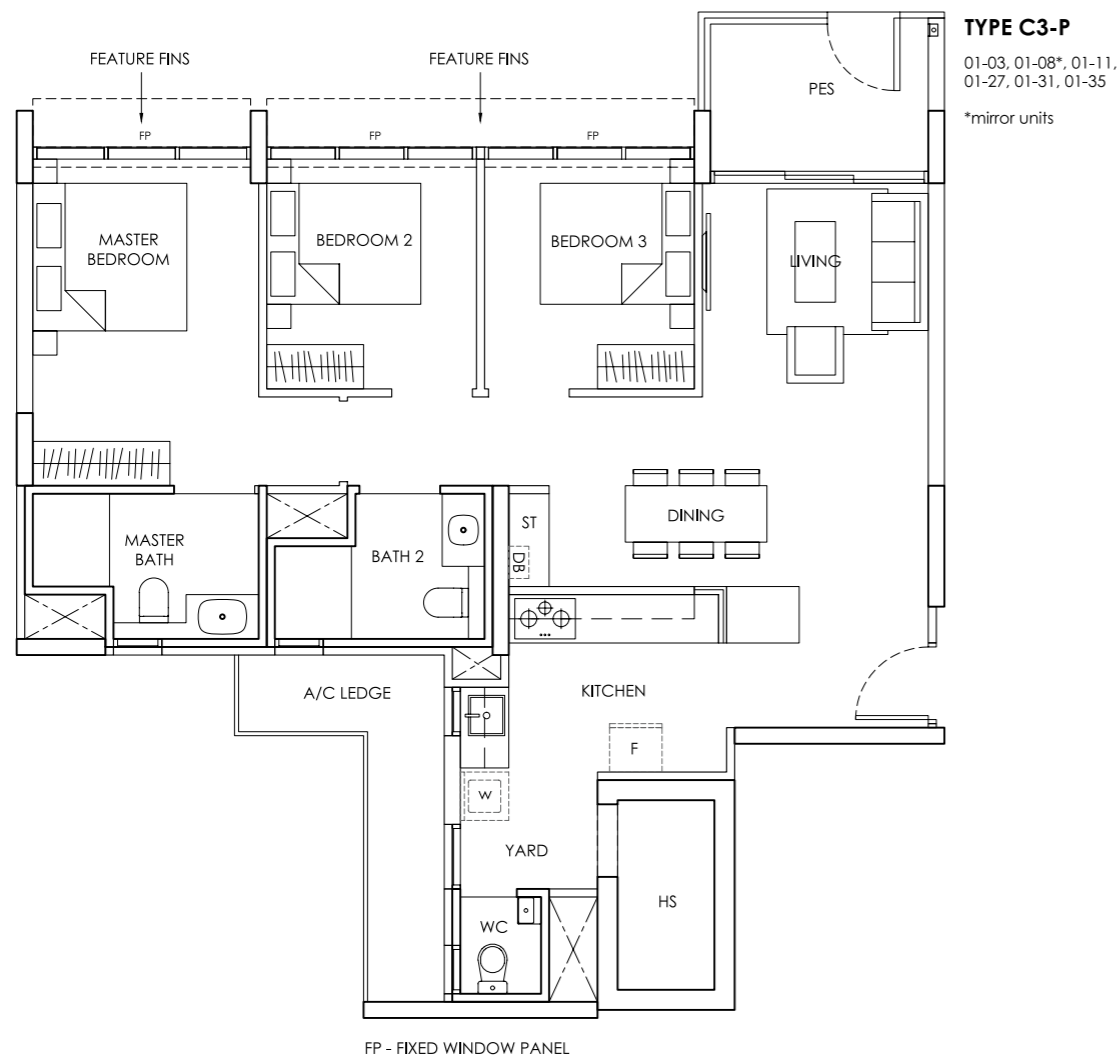 TYPE C3-P
01-03, 01-08*, 01-11,
01-27, 01-31, 01-35
*mirror units
FEATURE FINS
FEATURE FINS
PES
FP
FP
FP
MASTER
BEDROOM
BEDROOM 2
BEDROOM 3
LIVING
DINING
ST
DB
MASTER
BATH
BATH 2
A/C LEDGE
KITCHEN
F
W
YARD
WC
HS
FP - FIXED WINDOW PANEL